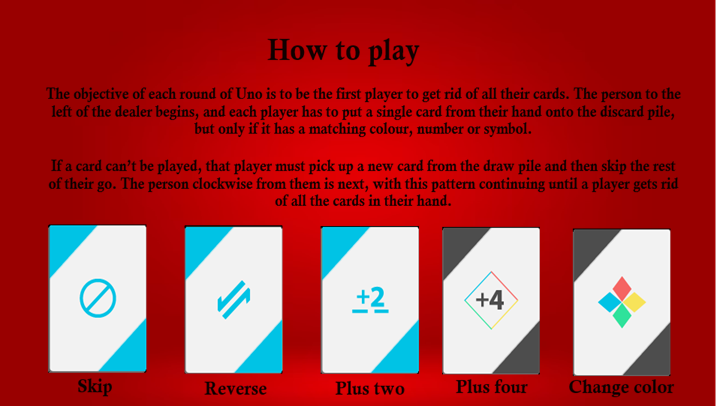 How to play
The objective of each round of Uno is to be the first player to get rid of all their cards. The person to the
left of the dealer begins, and each player has to put a single card from their hand onto the discard pile,
but only if it has a matching colour, number or symbol.
If a card can't be played, that player must pick up a new card from the draw pile and then skip the rest
of their go. The person clockwise from them is next, with this pattern continuing until a player gets rid
of all the cards in their hand.
+2
+4
Skip
Reverse
Plus two
Plus four
Change color